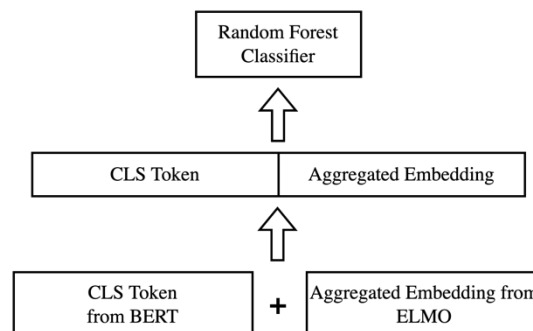 Random Forest
Classifier
CLS Token
Aggregated Embedding
CLS Token
from BERT
+
Aggregated Embedding from
ELMO